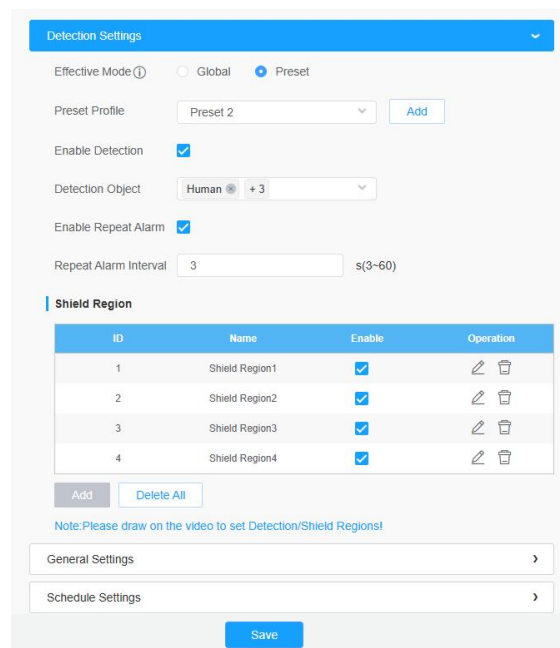 Detection Settings
Effective Mode Global Preset
Preset Profile Preset 2 Add
Enable Detection
Detection Object Human + 3
Enable Repeat Alarm
Repeat Alarm Interval 3 s(3~60)
Shield Region
ID Name Enable Operation
1 Shield Region1
2 Shield Region2
3 Shield Region3
4 Shield Region4
Add Delete All
Note:Please draw on the video to set Detection/Shield Regions!
General Settings
Schedule Settings
Save